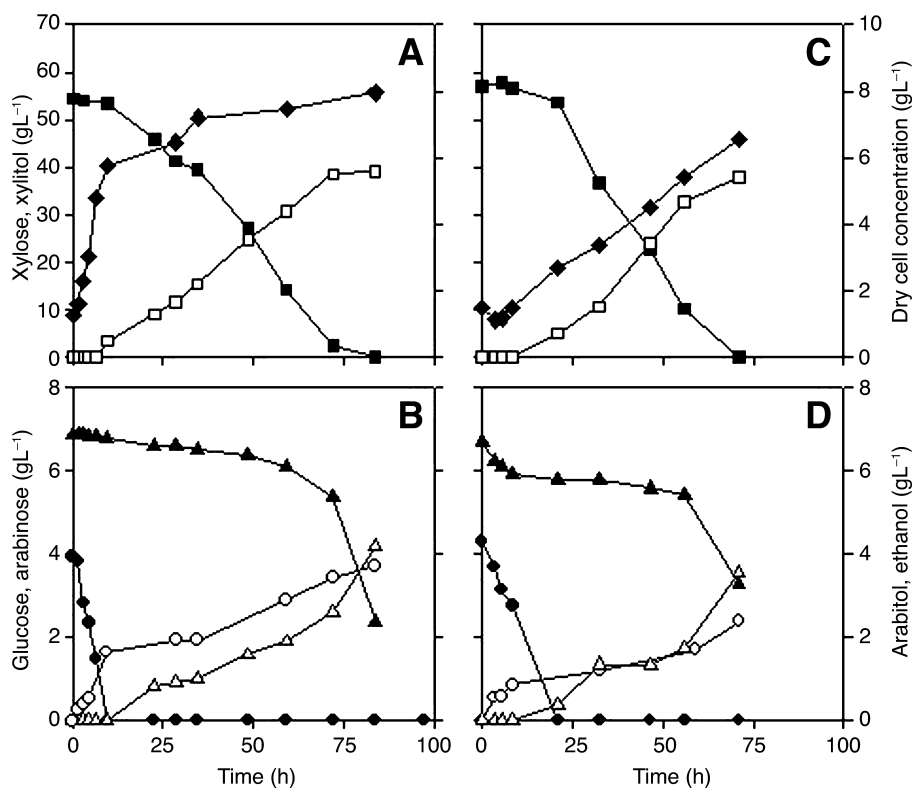 70
60
50
40
30
20
10
0
Xylose, xylitol (gL⁻¹)
A
C
10
8
6
4
2
0
Dry cell concentration (gL⁻¹)
8
6
4
2
0
Glucose, arabinose (gL⁻¹)
B
D
8
6
4
2
0
Arabitol, ethanol (gL⁻¹)
0 25 50 75 100
0 25 50 75 100
Time (h)
Time (h)